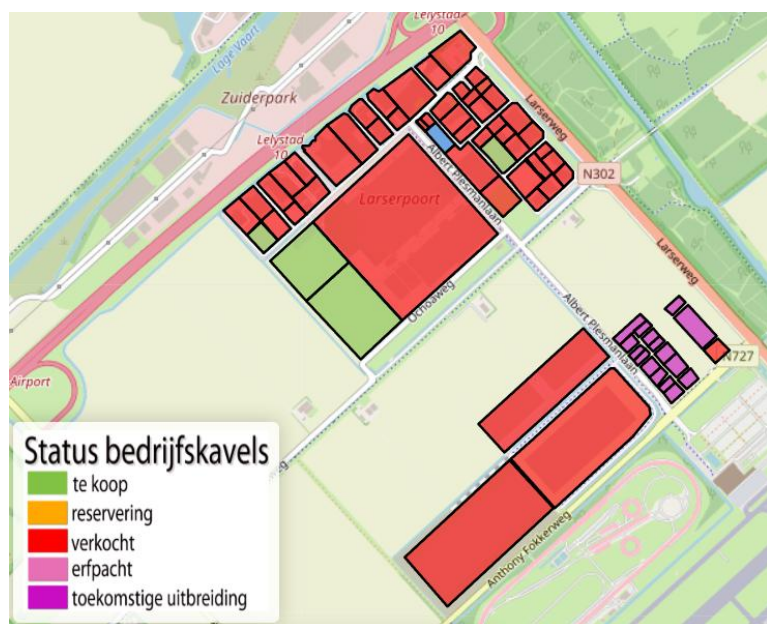 Lelystad
10
Lage Vaart
Zuiderpark
Larserweg
Lelystad
10
Albert Plesmanlaan
N302
Larserpoort
Larserweg
Ochoaweg
Albert Plesmanlaan
N727
Airport
Status bedrijfskavels
te koop
reservering
verkocht
erfpacht
toekomstige uitbreiding
Anthony Fokkerweg